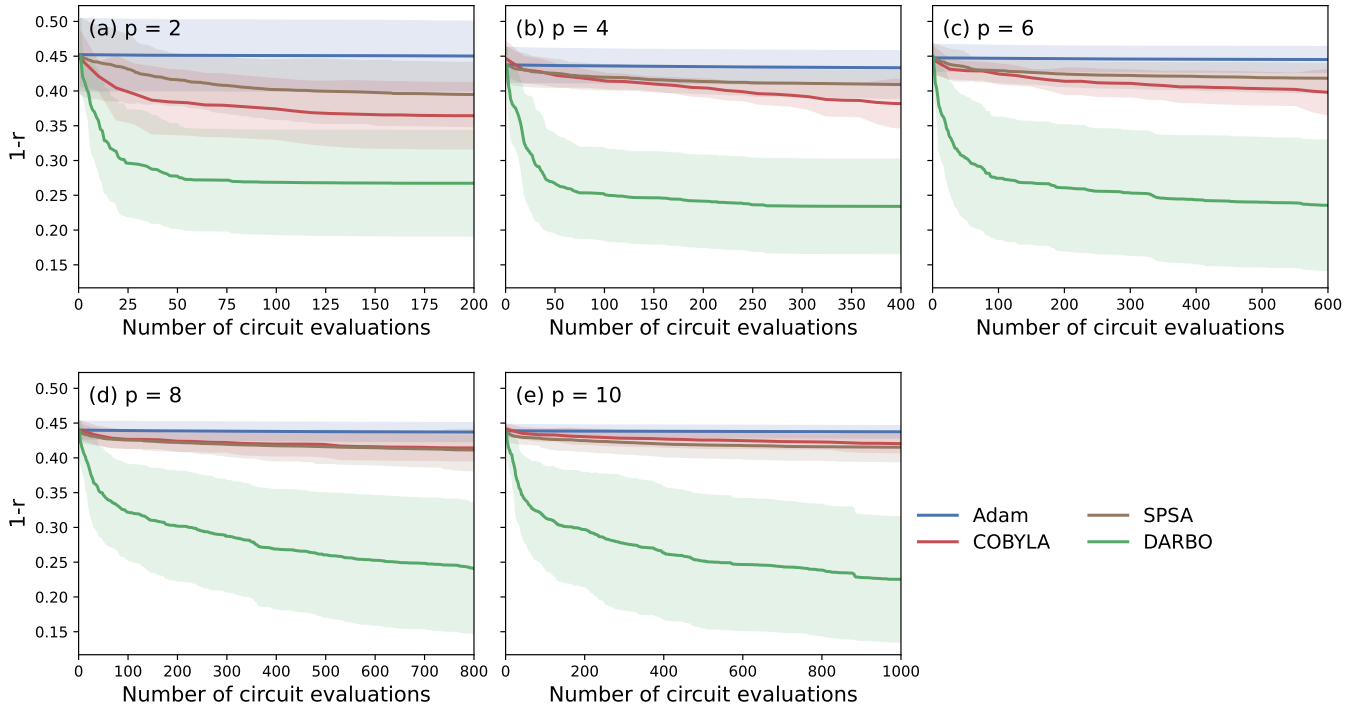 (a) p = 2
0.50
0.45
0.40
0.35
0.30
0.25
0.20
0.15
1-r
0 25 50 75 100 125 150 175 200
Number of circuit evaluations
(b) p = 4
0 50 100 150 200 250 300 350 400
Number of circuit evaluations
(c) p = 6
0 100 200 300 400 500 600
Number of circuit evaluations
(d) p = 8
0.50
0.45
0.40
0.35
0.30
0.25
0.20
0.15
1-r
0 100 200 300 400 500 600 700 800
Number of circuit evaluations
(e) p = 10
0 200 400 600 800 1000
Number of circuit evaluations
Adam SPSA
COBYLA DARBO